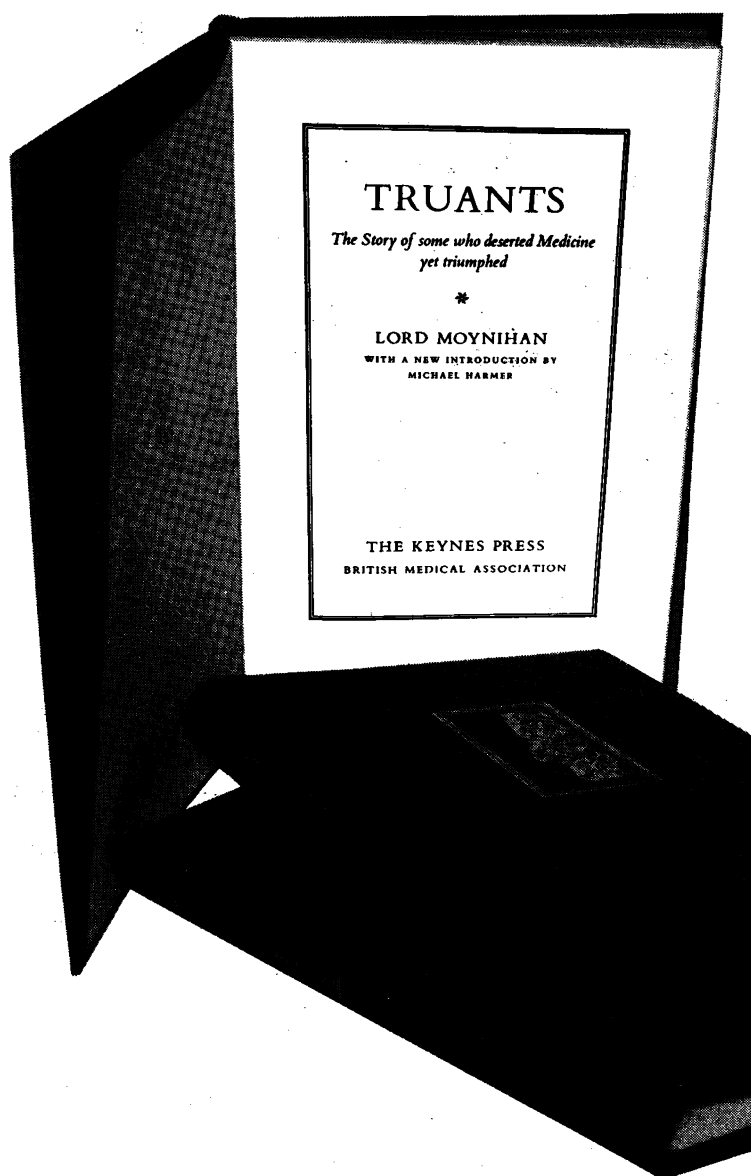 TRUANTS
The Story of some who deserted Medicine
yet triumphed
*
LORD MOYNIHAN
WITH A NEW INTRODUCTION BY
MICHAEL HARMER
THE KEYNES PRESS
BRITISH MEDICAL ASSOCIATION